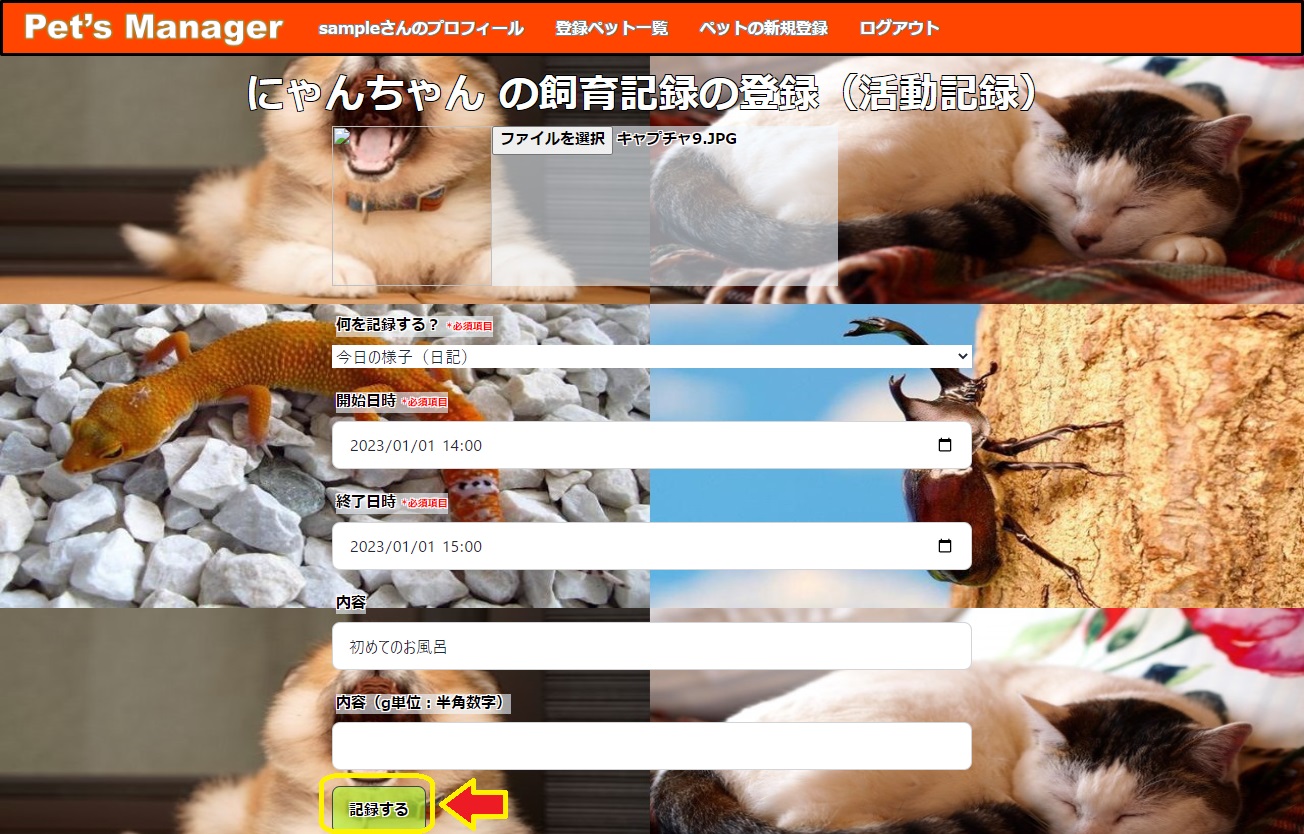 Pet's Manager sampleさんのプロフィール 登録ペット一覧 ペットの新規登録 ログアウト
にゃんちゃん の飼育記録の登録（活動記録）
ファイルを選択 キャプチャ9.JPG
何を記録する？ *必須項目
今日の様子（日記）
開始日時 *必須項目
2023/01/01 14:00
終了日時 *必須項目
2023/01/01 15:00
内容
初めてのお風呂
内容（g単位：半角数字）
記録する